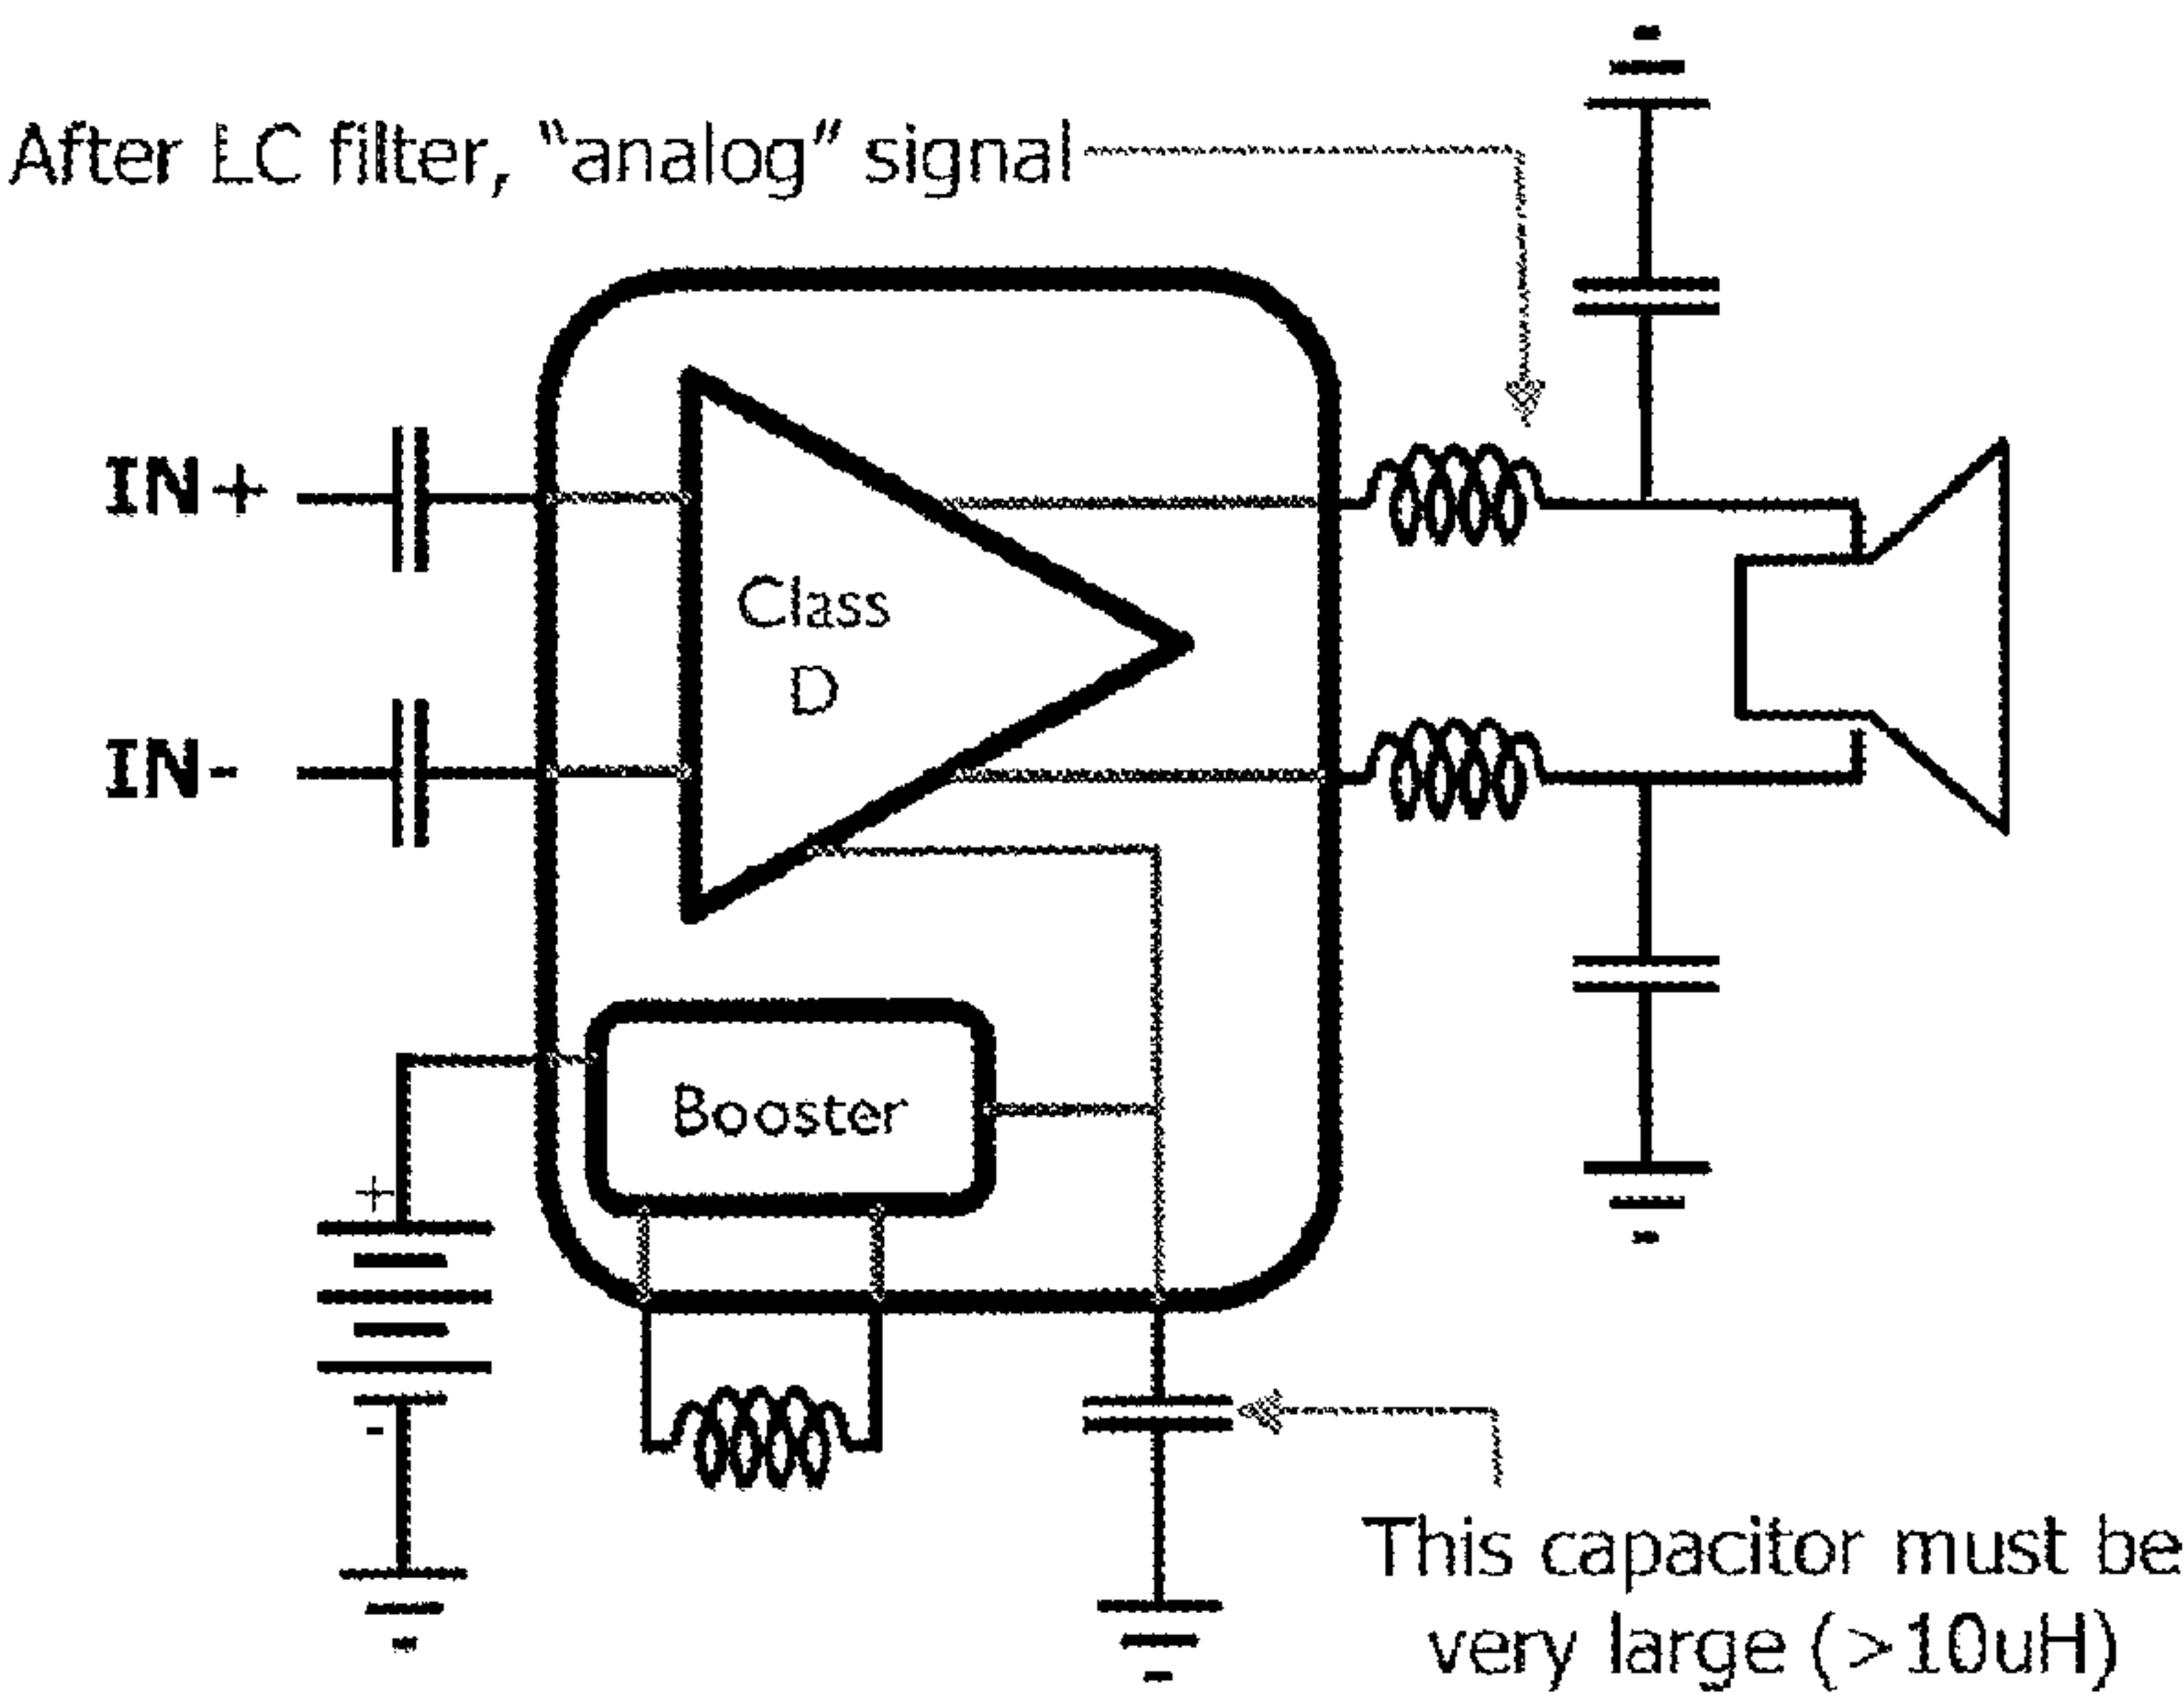 After LC filter, “analog” signal
IN+
Class
D
IN-
Booster
+
-
This capacitor must be
very large (>10uH)